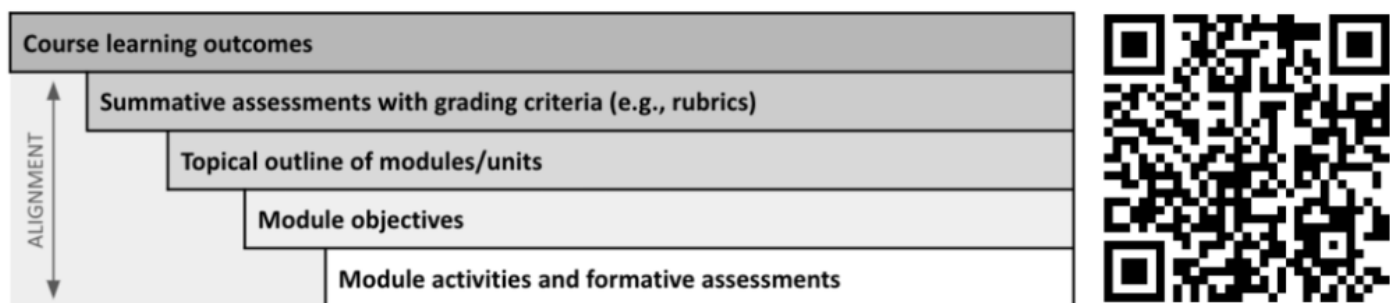 Course learning outcomes
Summative assessments with grading criteria (e.g., rubrics)
Topical outline of modules/units
Module objectives
Module activities and formative assessments
ALIGNMENT